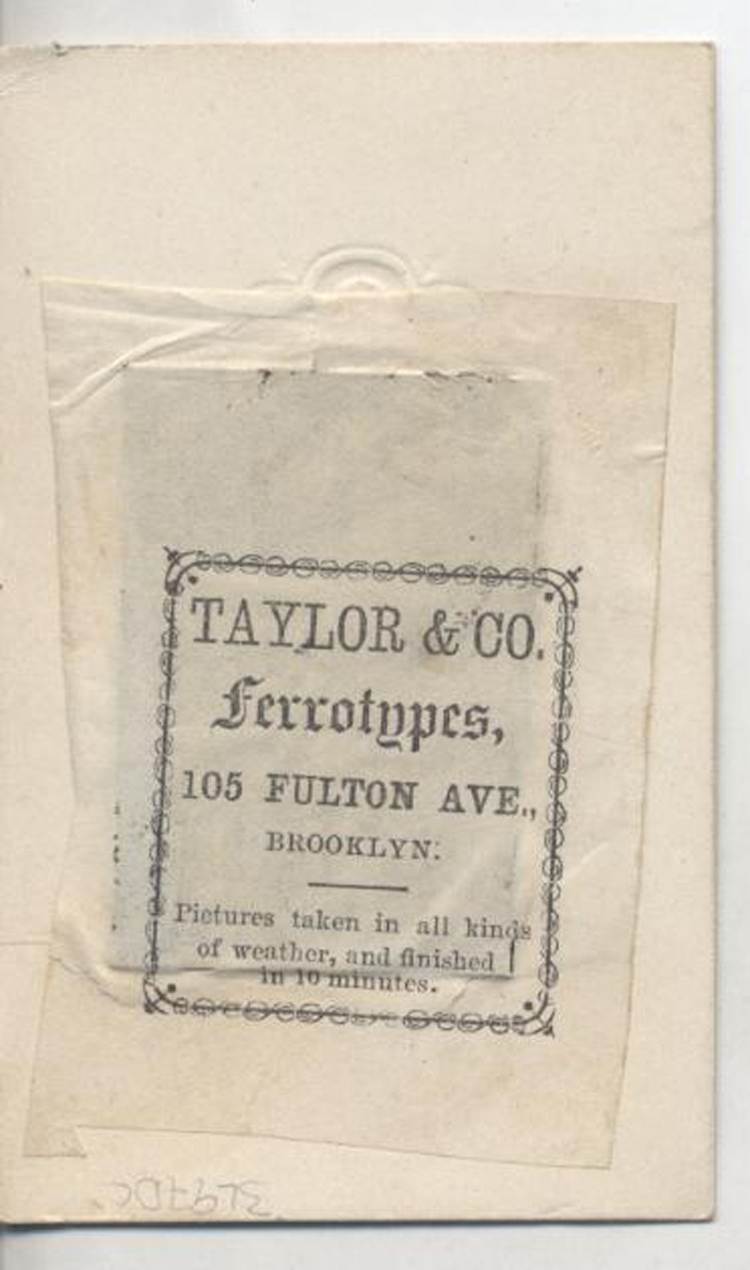 TAYLOR & CO.
Ferrotypes,
105 FULTON AVE.,
BROOKLYN.
Pictures taken in all kinds
of weather, and finished
in 10 minutes.